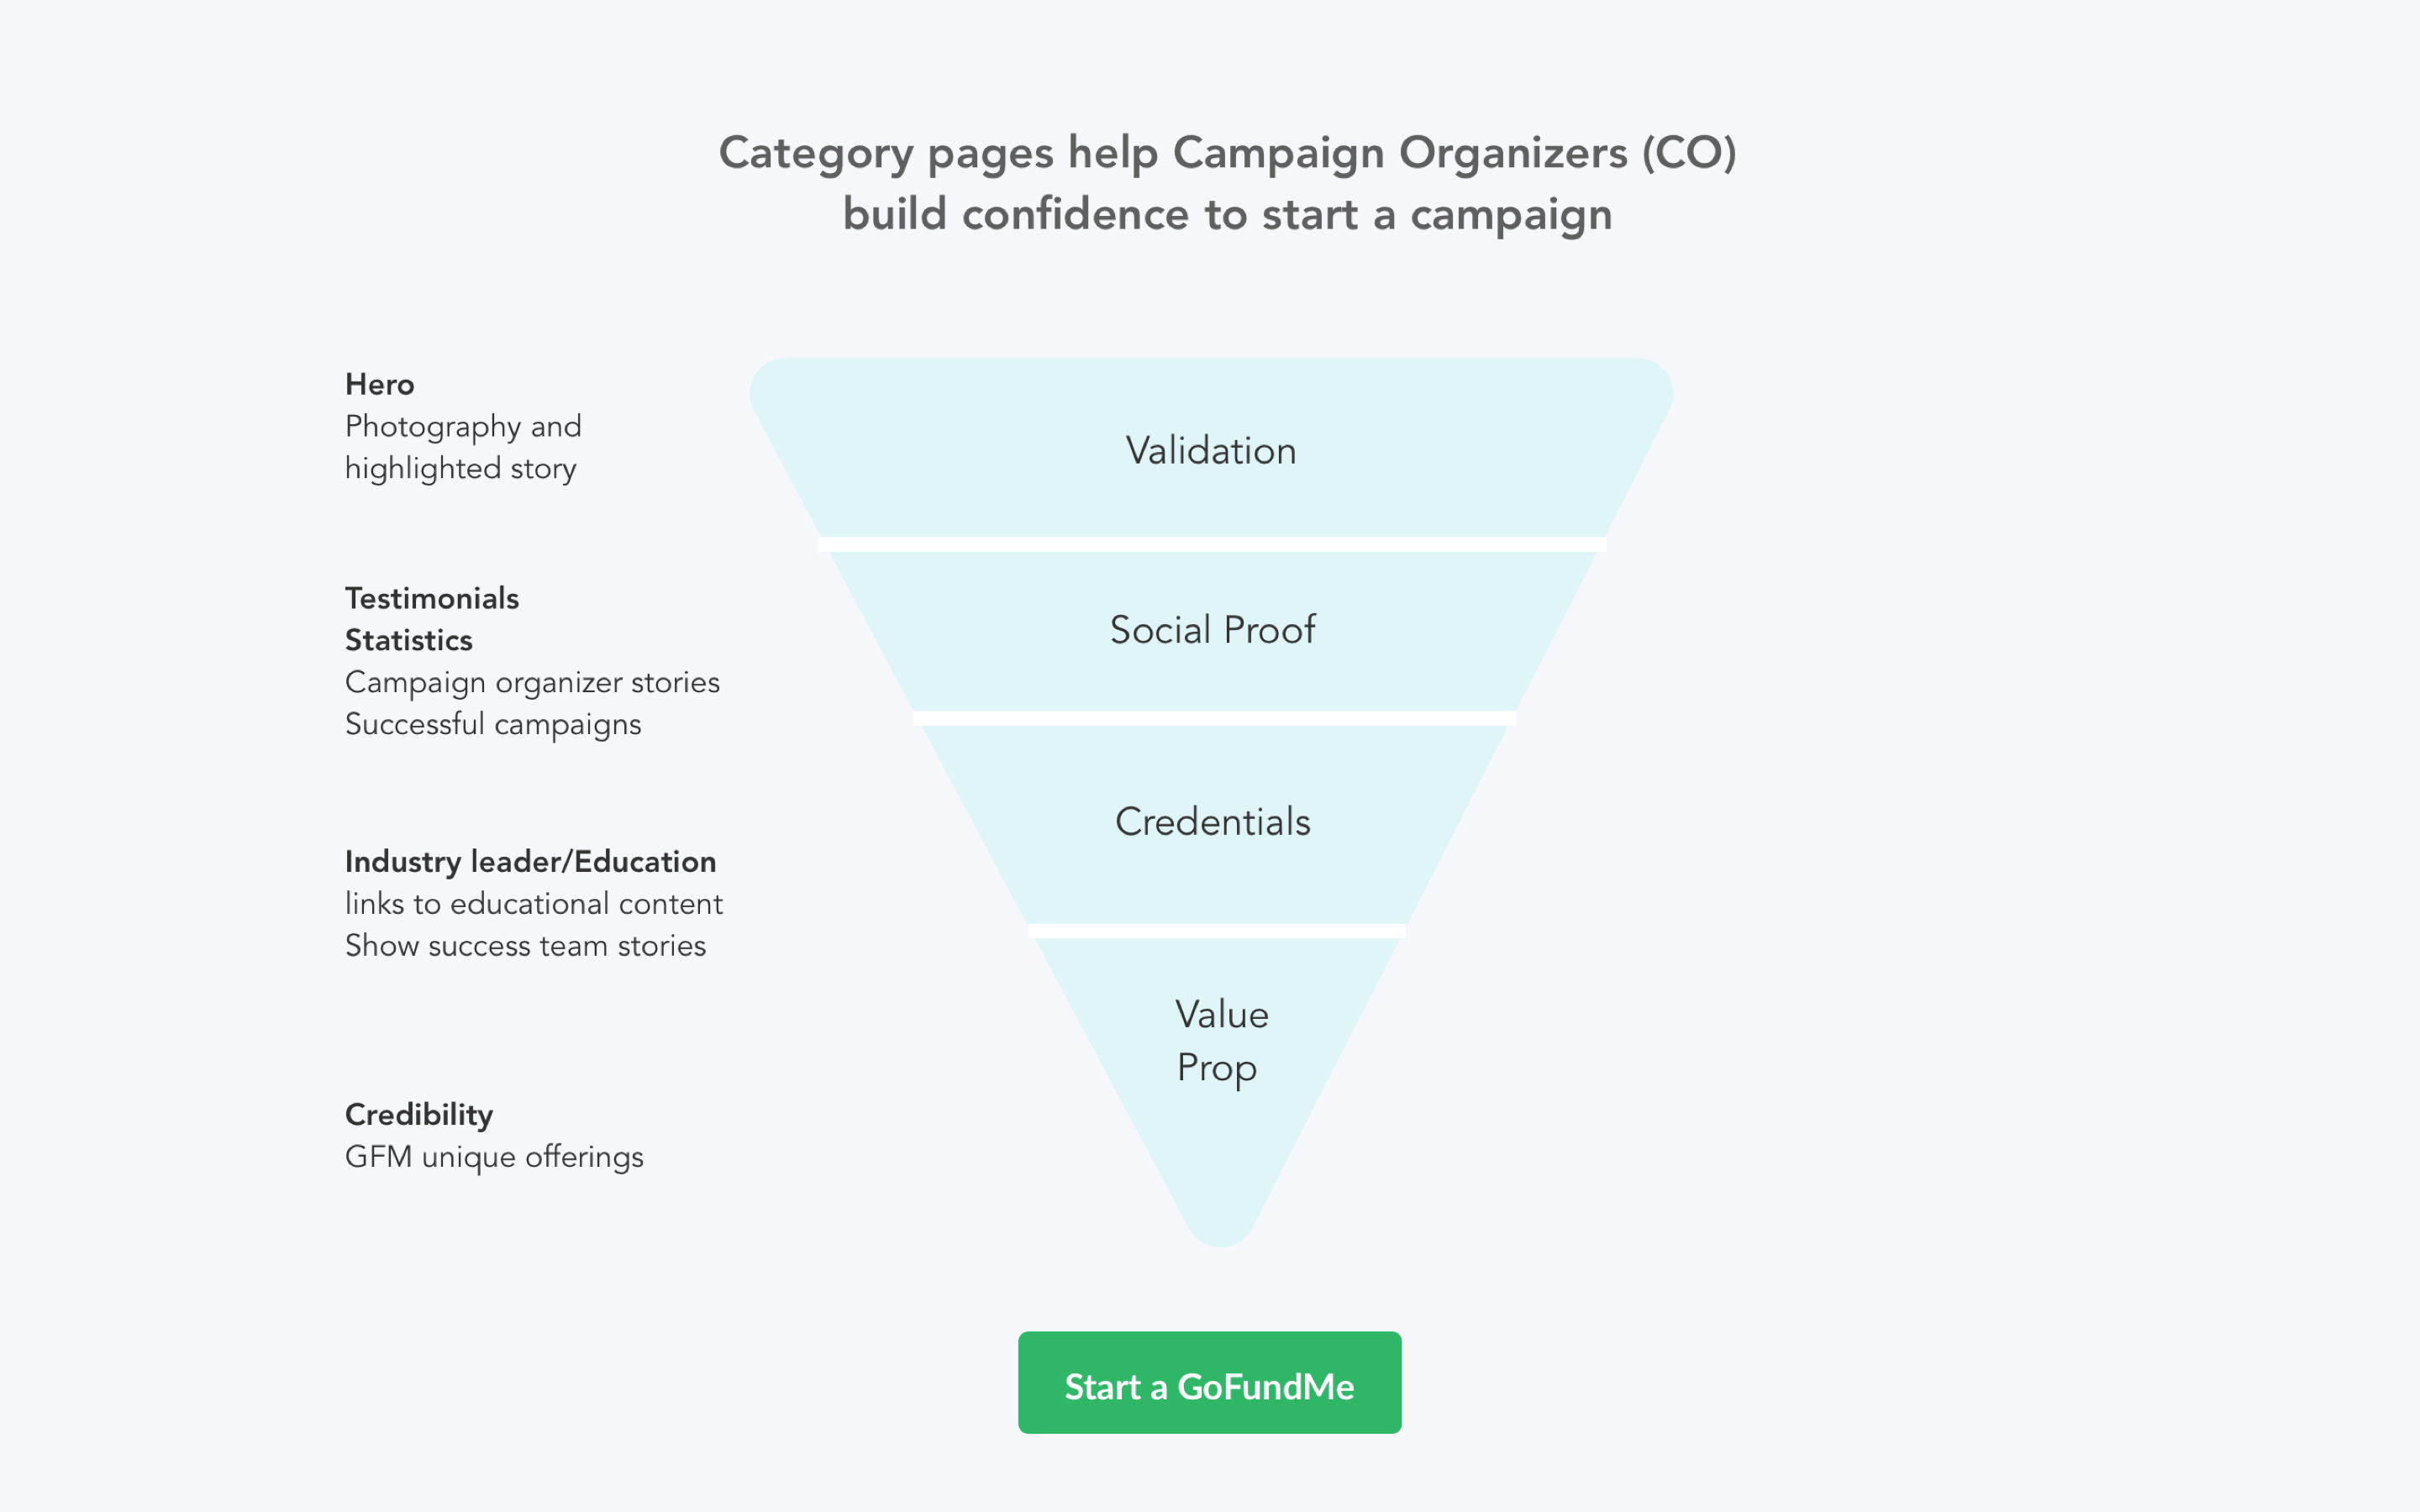 Category pages help Campaign Organizers (CO)
build confidence to start a campaign
Hero
Photography and
highlighted story
Validation
Testimonials
Statistics
Campaign organizer stories
Successful campaigns
Social Proof
Industry leader/Education
links to educational content
Show success team stories
Credentials
Credibility
GFM unique offerings
Value
Prop
Start a GoFundMe